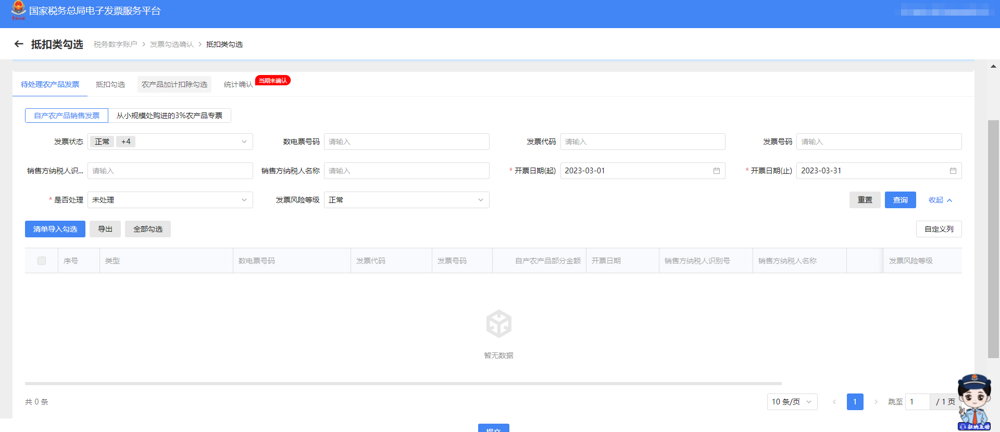 国家税务总局电子发票服务平台
抵扣类勾选 税务数字账户 > 发票勾选确认 > 抵扣类勾选
待处理农产品发票 抵扣勾选 农产品加计扣除勾选 统计确认 当期未确认
自产农产品销售发票 从小规模处购进的3%农产品专票
发票状态 正常 +4 数电票号码 请输入 发票代码 请输入 发票号码 请输入
销售方纳税人识... 请输入 销售方纳税人名称 请输入 * 开票日期(起) 2023-03-01 * 开票日期(止) 2023-03-31
* 是否处理 未处理 发票风险等级 正常 重置 查询 收起
清单导入勾选 导出 全部勾选 自定义列
序号 类型 数电票号码 发票代码 发票号码 自产农产品部分金额 开票日期 销售方纳税人识别号 销售方纳税人名称 发票风险等级
暂无数据
共 0 条 10 条/页 1 跳至 1 / 1 页
征纳互动
提交